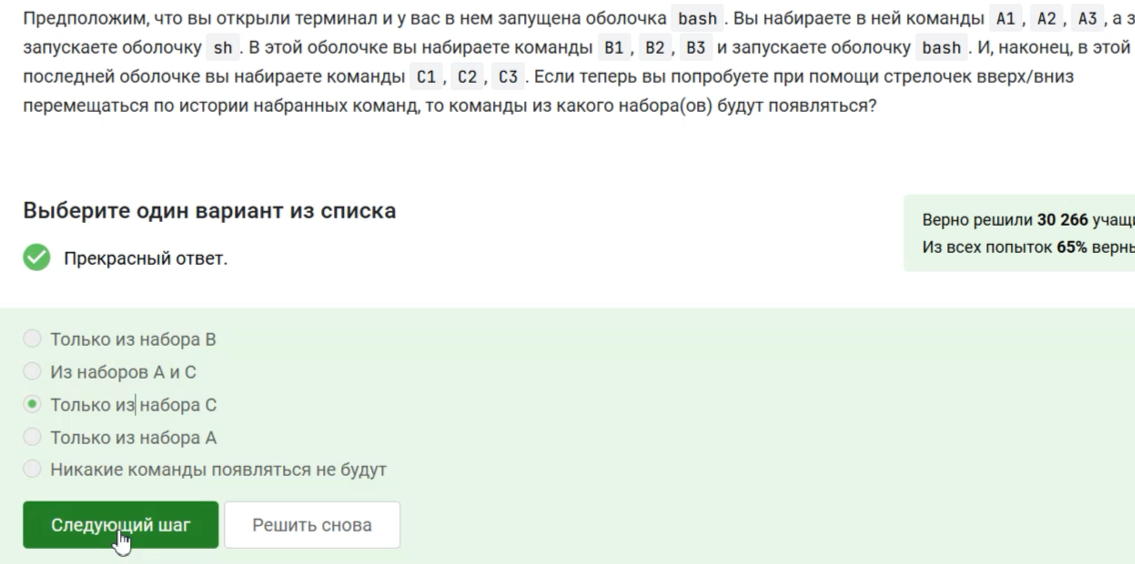 Предположим, что вы открыли терминал и у вас в нем запущена оболочка bash. Вы набираете в ней команды A1, A2, A3, а з
запускаете оболочку sh. В этой оболочке вы набираете команды B1, B2, B3 и запускаете оболочку bash. И, наконец, в этой
последней оболочке вы набираете команды C1, C2, C3. Если теперь вы попробуете при помощи стрелочек вверх/вниз
перемещаться по истории набранных команд, то команды из какого набора(ов) будут появляться?
Выберите один вариант из списка
Верно решили 30 266 учащи
Прекрасный ответ.
Из всех попыток 65% верны
Только из набора B
Из наборов A и C
Только из набора C
Только из набора A
Никакие команды появляться не будут
Следующий шаг
Решить снова